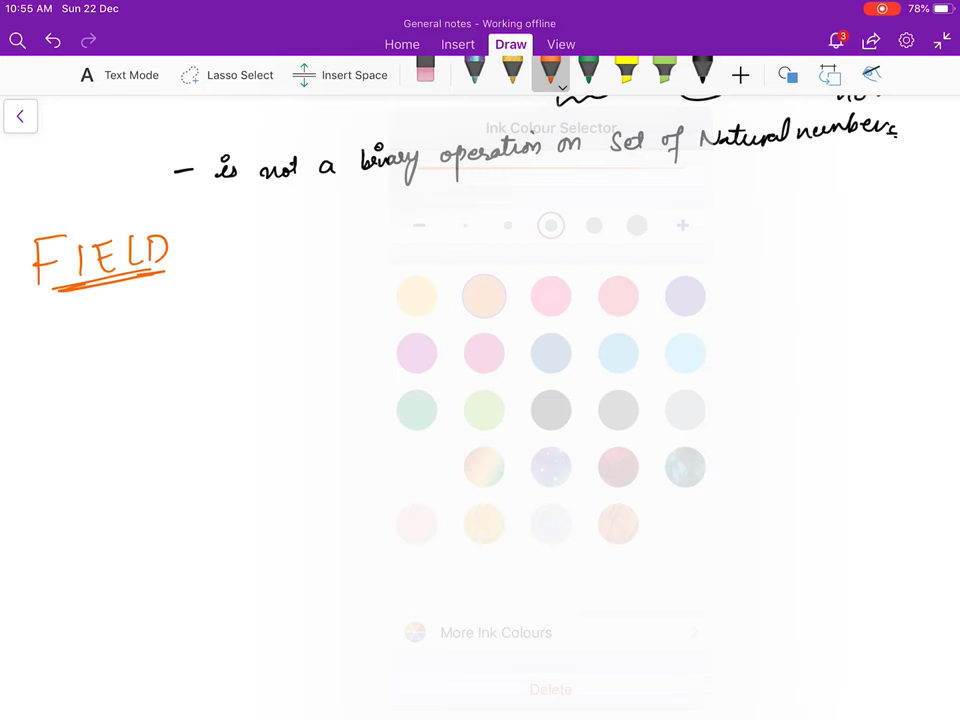 10:55 AM Sun 22 Dec
78%
General notes - Working offline
Home Insert Draw View
3
A Text Mode Lasso Select Insert Space
Ink Colour Selector
- is not a binary operation on Set of Natural numbers
FIELD
More Ink Colours
Delete